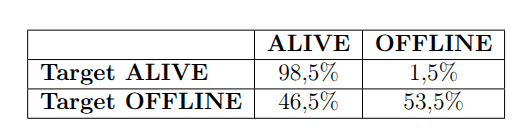 ALIVE OFFLINE
Target ALIVE 98,5% 1,5%
Target OFFLINE 46,5% 53,5%